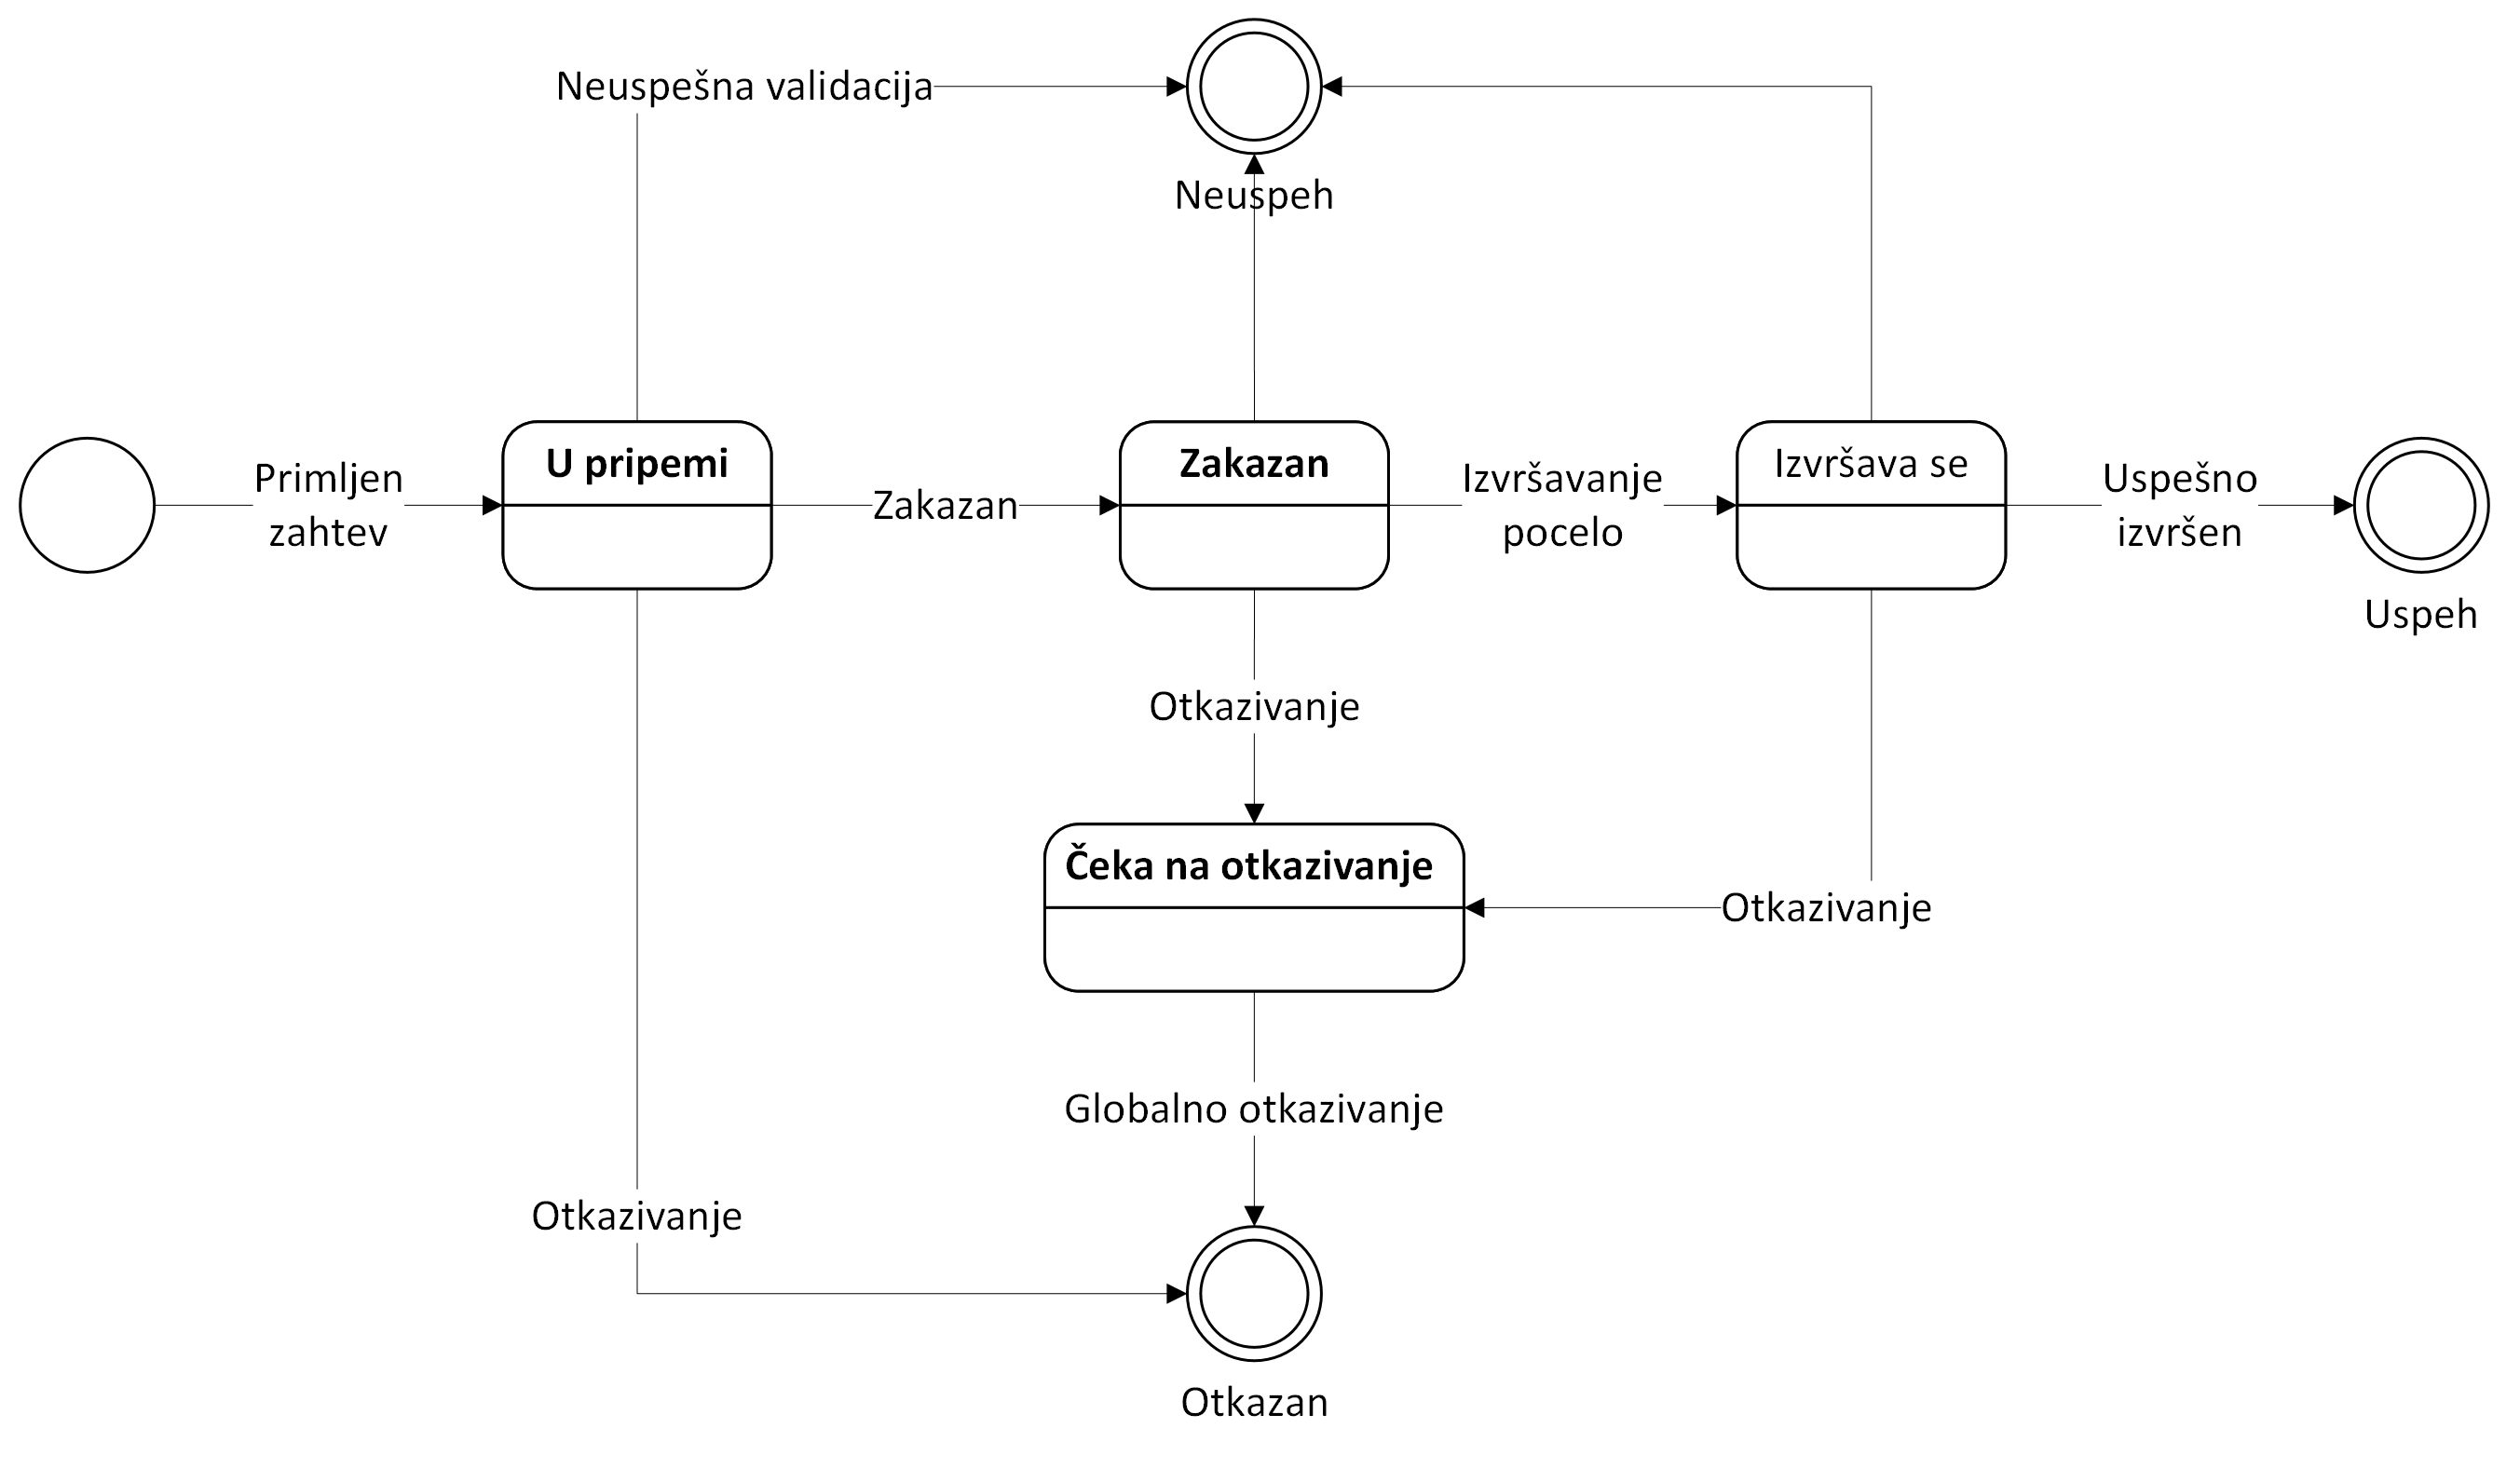 Neuspešna validacija
Neuspeh
Primljen
zahtev
U pripemi
Zakazan
Zakazan
Izvršavanje
pocelo
Izvršava se
Uspešno
izvršen
Uspeh
Otkazivanje
Čeka na otkazivanje
Otkazivanje
Globalno otkazivanje
Otkazivanje
Otkazan